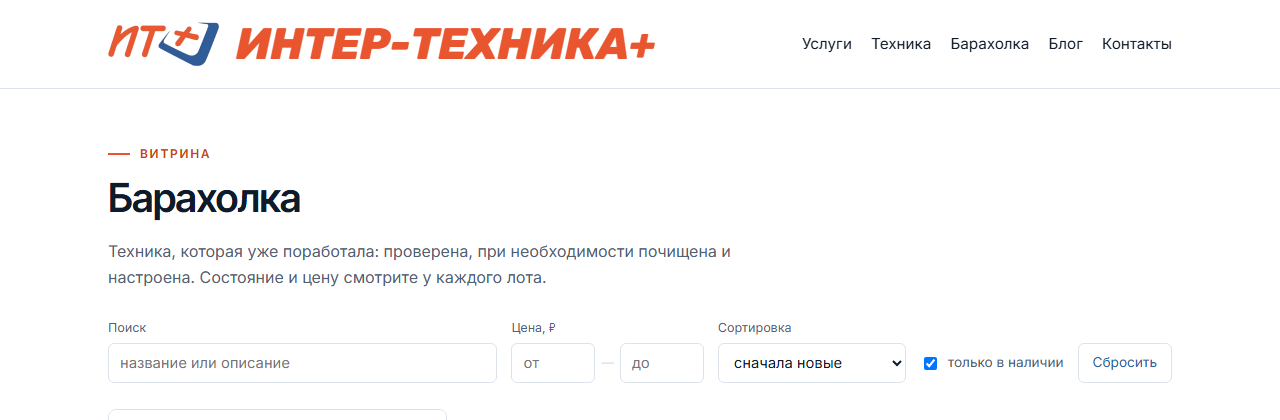 ИТ+ ИНТЕР-ТЕХНИКА+
Услуги Техника Барахолка Блог Контакты
ВИТРИНА
Барахолка
Техника, которая уже поработала: проверена, при необходимости почищена и
настроена. Состояние и цену смотрите у каждого лота.
Поиск Цена, ₽ Сортировка
название или описание от — до сначала новые только в наличии Сбросить